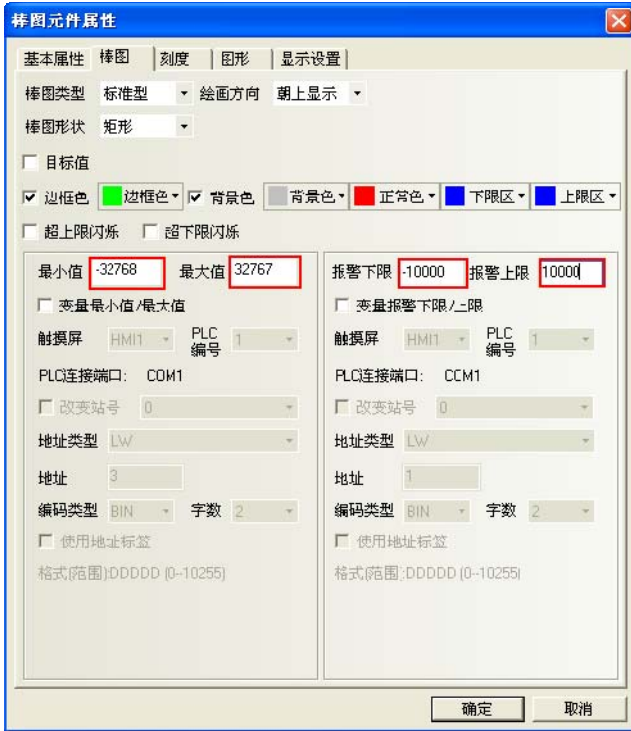 棒图元件属性
基本属性 棒图 刻度 图形 显示设置
棒图类型 标准型 绘画方向 朝上显示
棒图形状 矩形
目标值
边框色 边框色 背景色 背景色 正常色 下限区 上限区
超上限闪烁 超下限闪烁
最小值 -32768 最大值 32767
变量最小值/最大值
触摸屏 HMI1 PLC编号 1
PLC连接端口: COM1
改变站号 0
地址类型 LW
地址 3
编码类型 BIN 字数 2
使用地址标签
格式(范围):DDDDD (0--10255)
报警下限 -10000 报警上限 10000
变量报警下限/上限
触摸屏 HMI1 PLC编号 1
PLC连接端口: COM1
改变站号 0
地址类型 LW
地址 1
编码类型 BIN 字数 2
使用地址标签
格式(范围):DDDDD (0--10255)
确定 取消